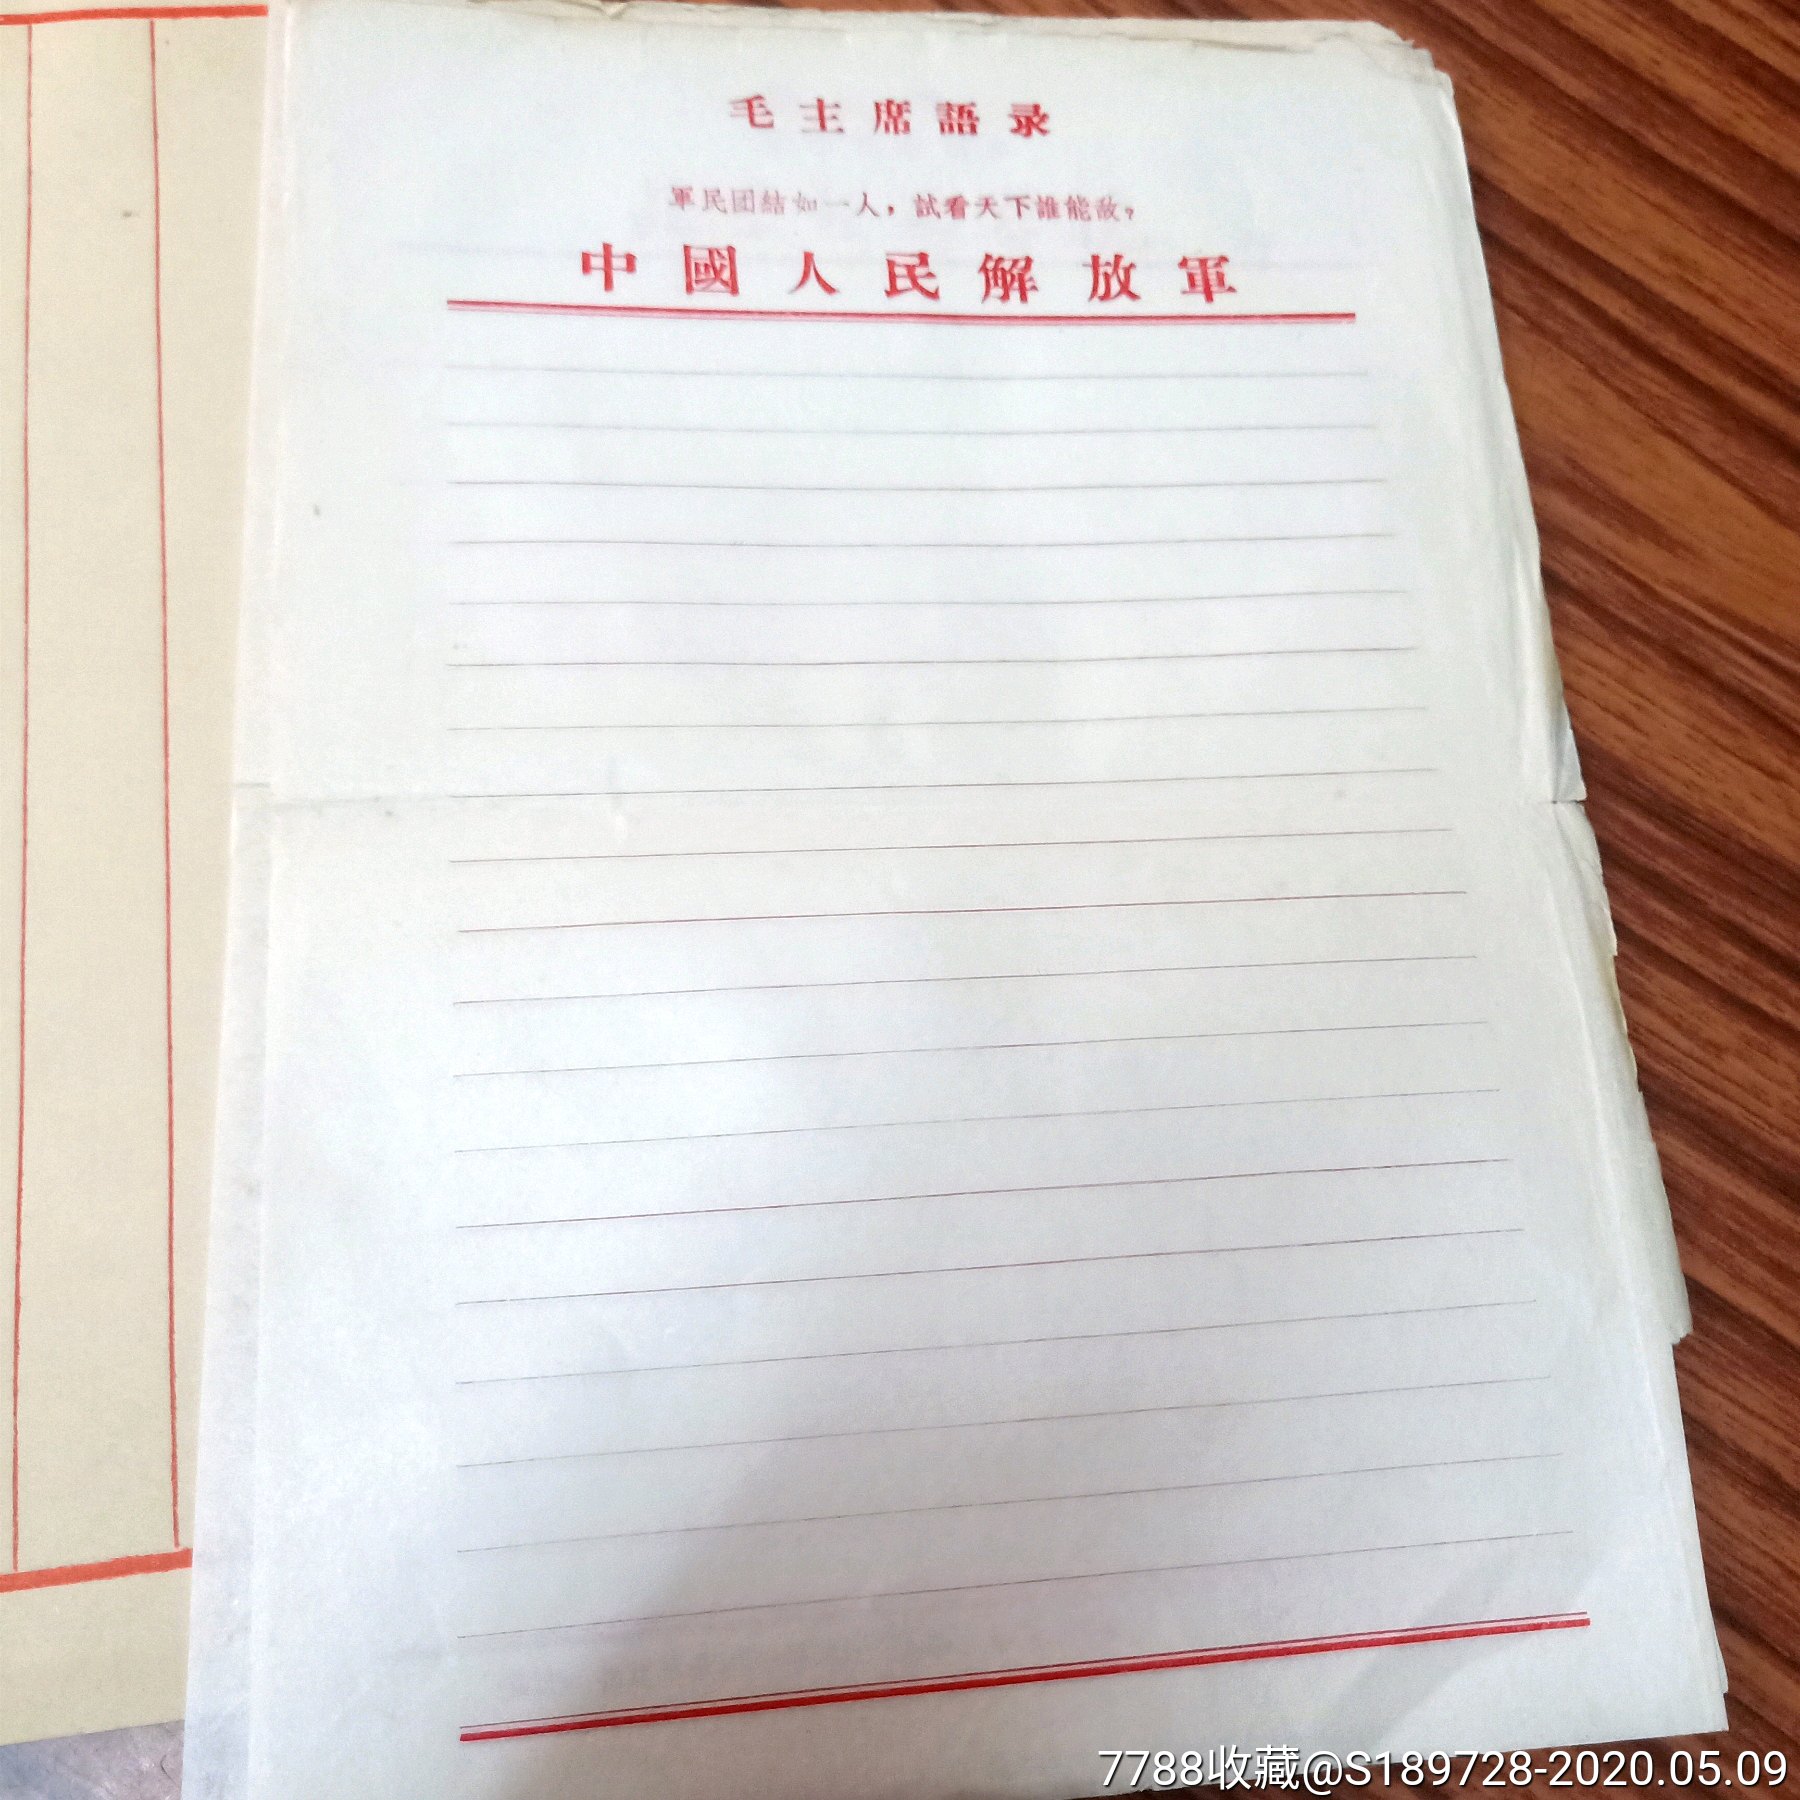 毛主席語录
軍民团結如一人，試看天下誰能敌？
中國人民解放軍
7788收藏@S189728-2020.05.09